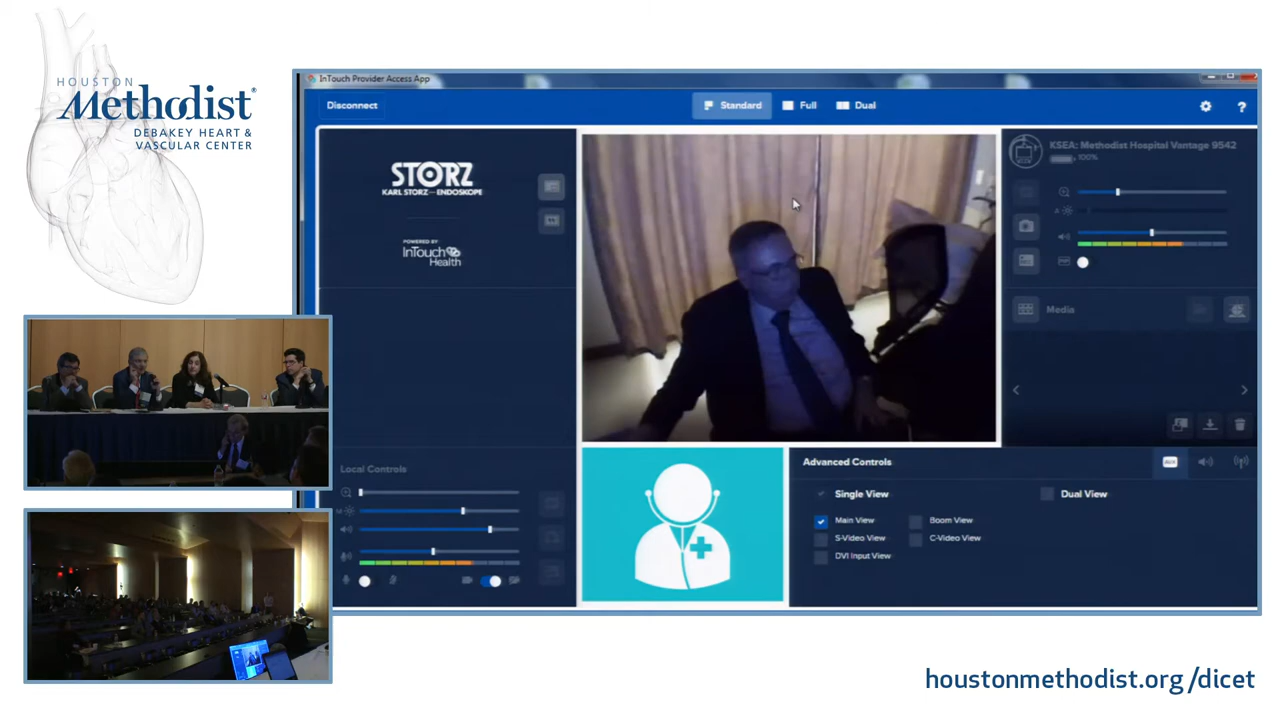 HOUSTON
Methodist®
DEBAKEY HEART &
VASCULAR CENTER
InTouch Provider Access App
Disconnect
Standard
Full
Dual
?
STORZ
KARL STORZ — ENDOSKOPE
POWERED BY
InTouch
Health
KSEA: Methodist Hospital Vantage 9542
100%
Media
Local Controls
Advanced Controls
Single View
Dual View
Main View
Boom View
S-Video View
C-Video View
DVI Input View
houstonmethodist.org/dicet